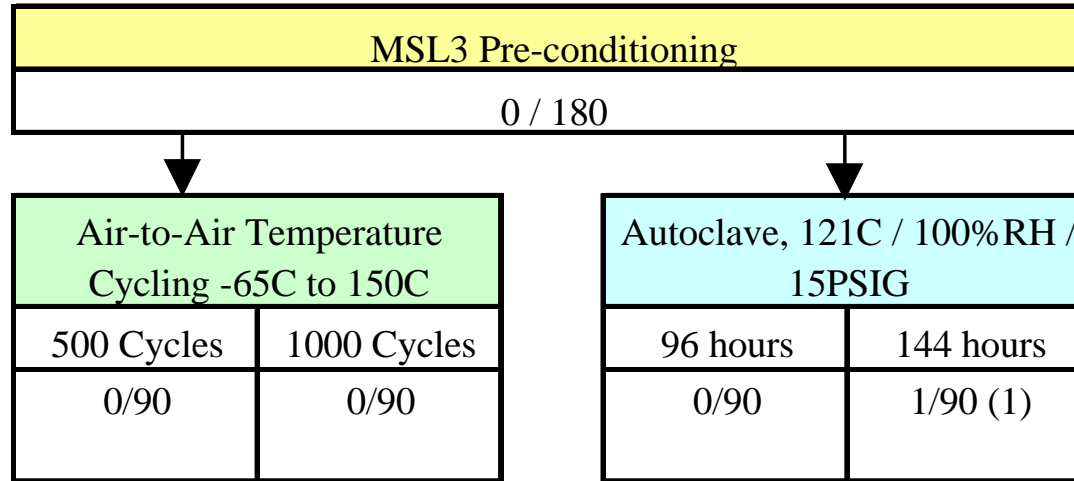 MSL3 Pre-conditioning
0 / 180
Air-to-Air Temperature
Cycling -65C to 150C
Autoclave, 121C / 100%RH /
15PSIG
500 Cycles
1000 Cycles
96 hours
144 hours
0/90
0/90
0/90
1/90 (1)